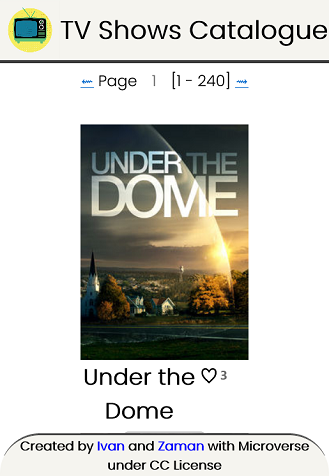 TV Shows Catalogue
⬸ Page 1 [1 - 240] ⤑
UNDER THE
DOME
Under the ♡ 3
Dome
Created by Ivan and Zaman with Microverse
under CC License